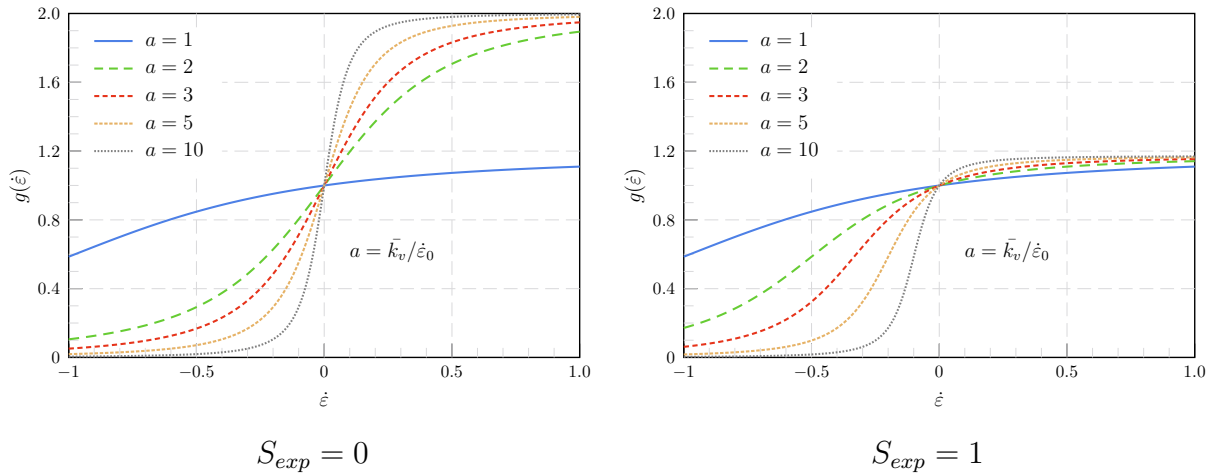 2.0
1.6
1.2
0.8
0.4
0
g(ε̇)
a = 1
a = 2
a = 3
a = 5
a = 10
a = k̄_v/ε̇_0
−1 −0.5 0 0.5 1.0
ε̇
S_exp = 0
2.0
1.6
1.2
0.8
0.4
0
g(ε̇)
a = 1
a = 2
a = 3
a = 5
a = 10
a = k̄_v/ε̇_0
−1 −0.5 0 0.5 1.0
ε̇
S_exp = 1